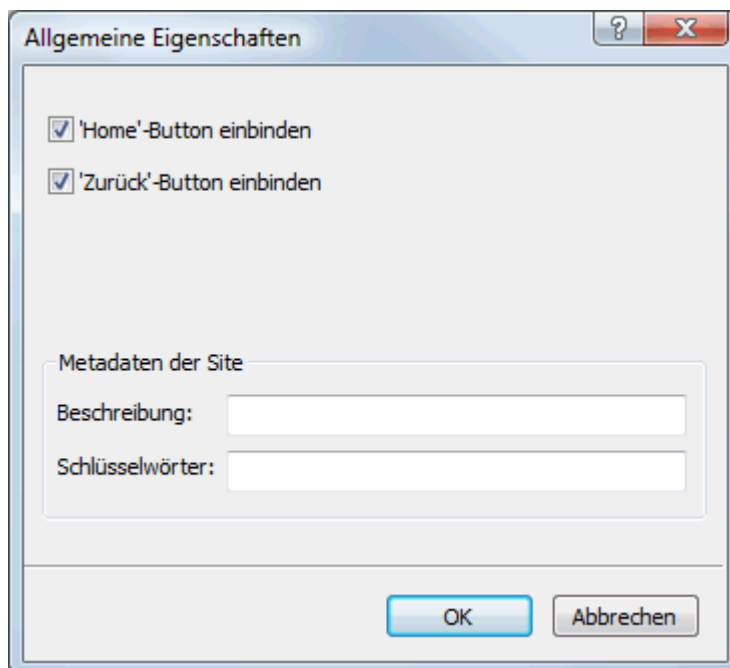 Allgemeine Eigenschaften
'Home'-Button einbinden
'Zurück'-Button einbinden
Metadaten der Site
Beschreibung:
Schlüsselwörter:
OK Abbrechen